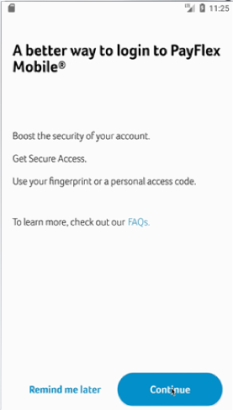 11:25
A better way to login to PayFlex
Mobile®
Boost the security of your account.
Get Secure Access.
Use your fingerprint or a personal access code.
To learn more, check out our FAQs.
Remind me later
Continue